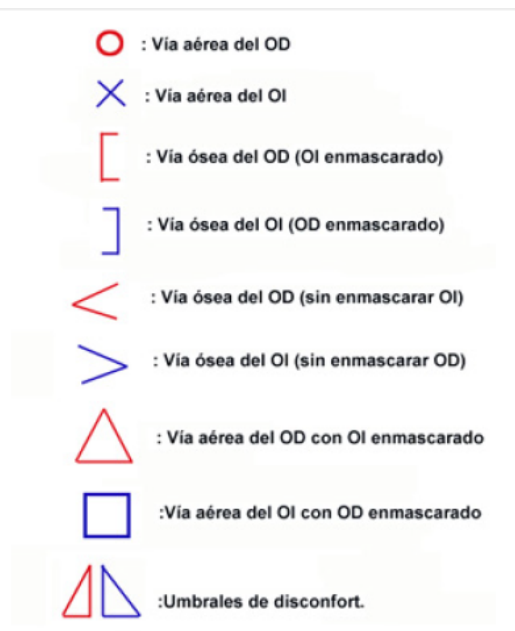 : Vía aérea del OD
: Vía aérea del OI
: Vía ósea del OD (OI enmascarado)
: Vía ósea del OI (OD enmascarado)
: Vía ósea del OD (sin enmascarar OI)
: Vía ósea del OI (sin enmascarar OD)
: Vía aérea del OD con OI enmascarado
:Vía aérea del OI con OD enmascarado
:Umbrales de disconfort.